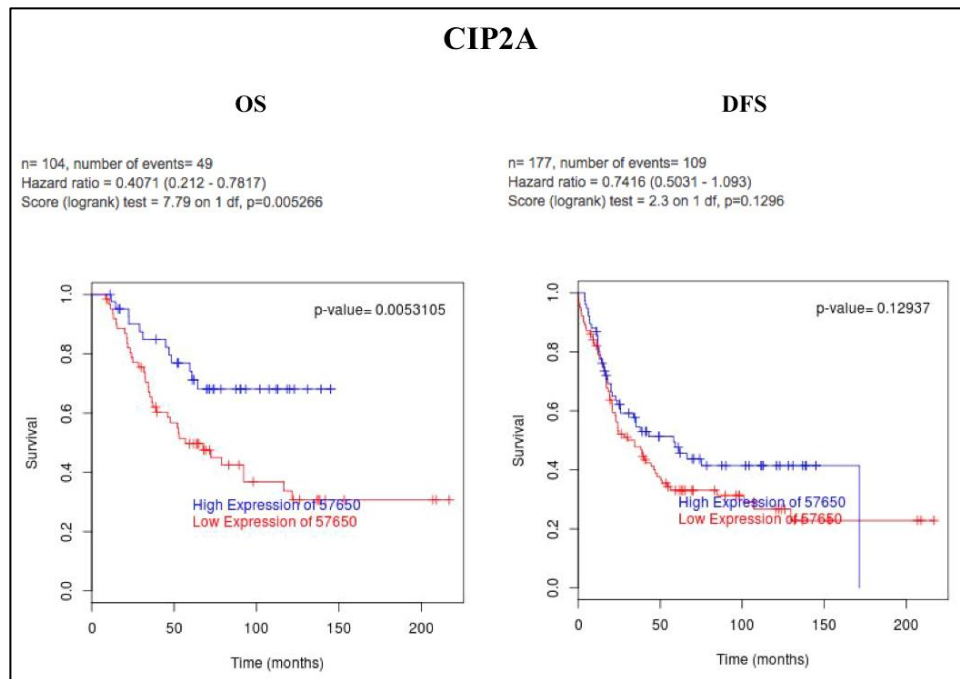 CIP2A
OS
n= 104, number of events= 49
Hazard ratio = 0.4071 (0.212 - 0.7817)
Score (logrank) test = 7.79 on 1 df, p=0.005266
p-value= 0.0053105
Survival
1.0
0.8
0.6
0.4
0.2
0.0
High Expression of 57650
Low Expression of 57650
0 50 100 150 200
Time (months)
DFS
n= 177, number of events= 109
Hazard ratio = 0.7416 (0.5031 - 1.093)
Score (logrank) test = 2.3 on 1 df, p=0.1296
p-value= 0.12937
Survival
1.0
0.8
0.6
0.4
0.2
0.0
High Expression of 57650
Low Expression of 57650
0 50 100 150 200
Time (months)